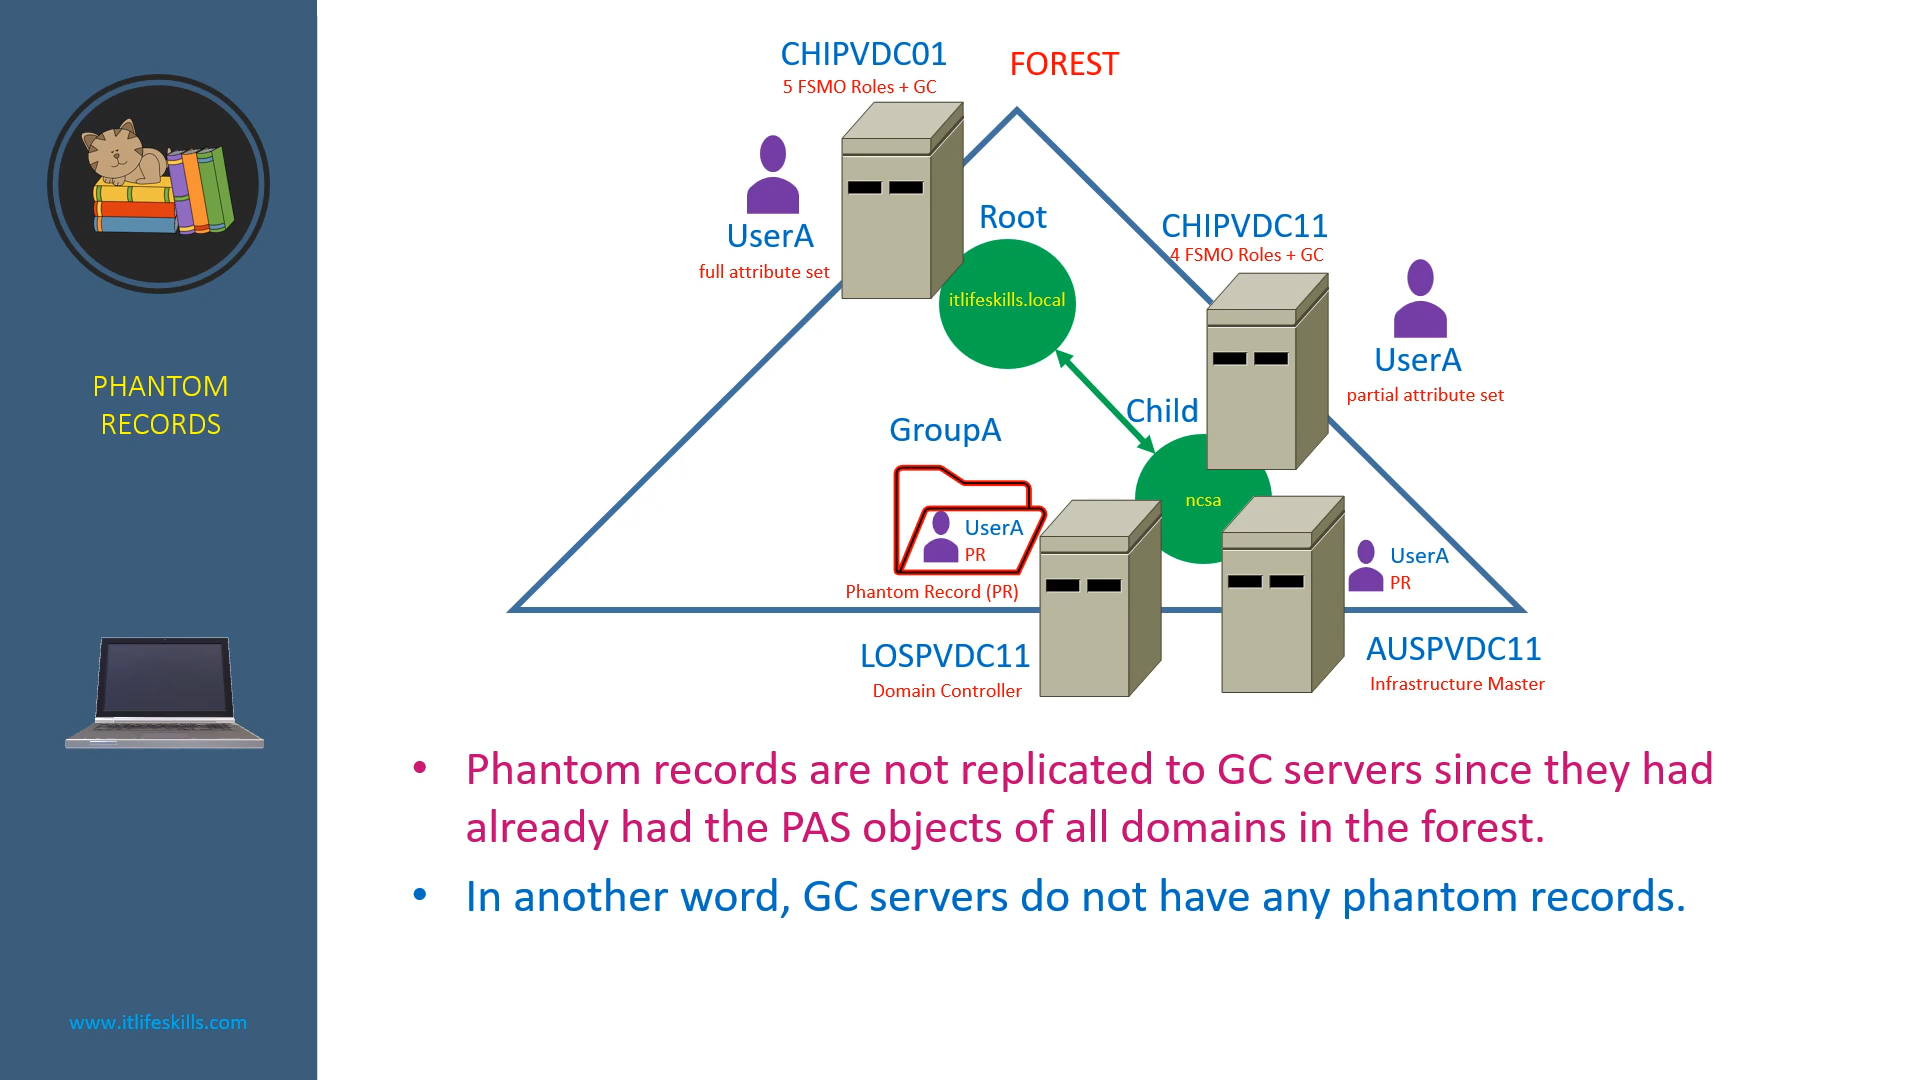 PHANTOM
RECORDS
www.itlifeskills.com
CHIPVDC01
5 FSMO Roles + GC
FOREST
UserA
full attribute set
Root
itlifeskills.local
CHIPVDC11
4 FSMO Roles + GC
UserA
partial attribute set
Child
ncsa
GroupA
UserA
PR
Phantom Record (PR)
LOSPVDC11
Domain Controller
UserA
PR
AUSPVDC11
Infrastructure Master
• Phantom records are not replicated to GC servers since they had
already had the PAS objects of all domains in the forest.
• In another word, GC servers do not have any phantom records.